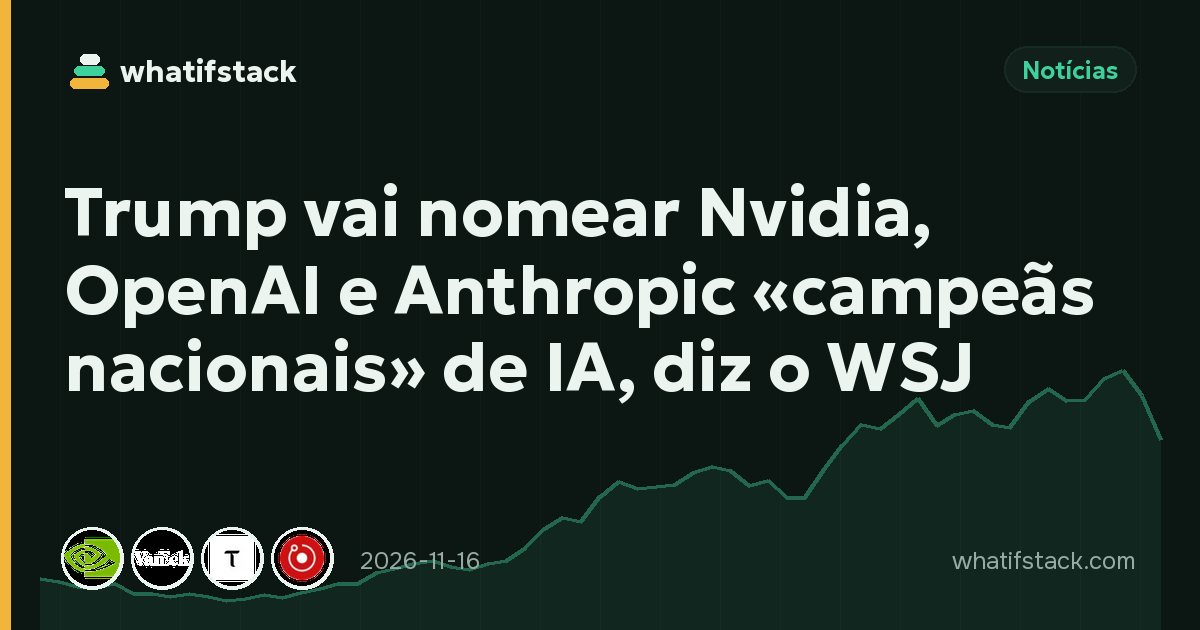 whatifstack
Notícias
Trump vai nomear Nvidia,
OpenAI e Anthropic «campeãs
nacionais» de IA, diz o WSJ
VanEck
τ
2026-11-16
whatifstack.com